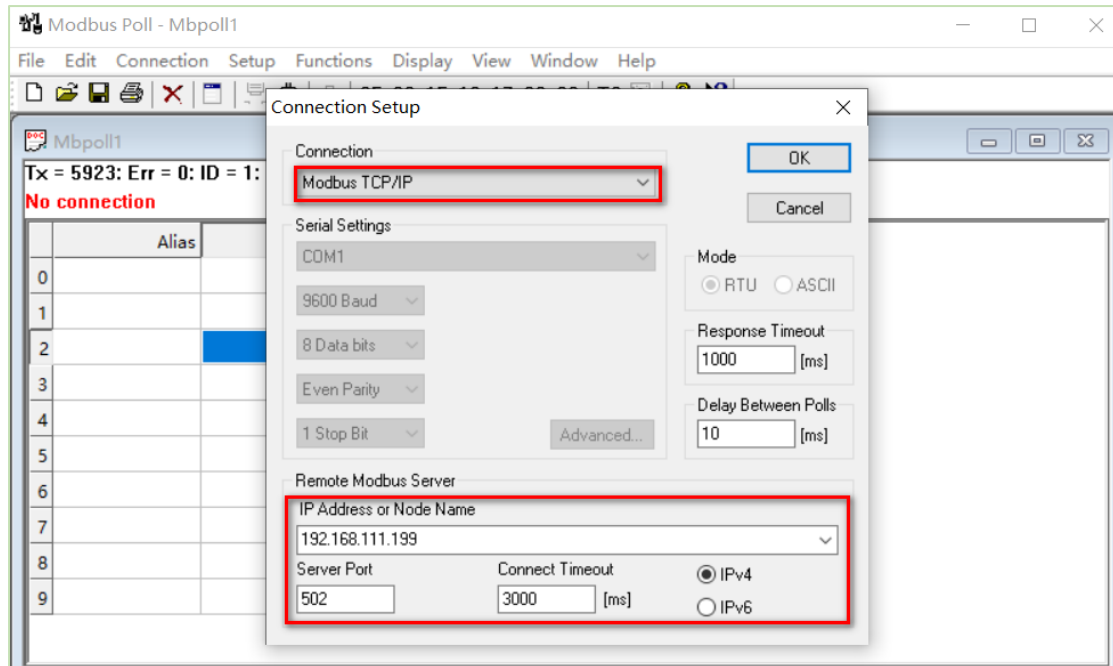 Modbus Poll - Mbpoll1
File Edit Connection Setup Functions Display View Window Help
Connection Setup
Mbpoll1
Tx = 5923: Err = 0: ID = 1:
No connection
Alias
0
1
2
3
4
5
6
7
8
9
Connection
Modbus TCP/IP
OK
Cancel
Serial Settings
COM1
9600 Baud
8 Data bits
Even Parity
1 Stop Bit
Advanced...
Mode
RTU ASCII
Response Timeout
1000 [ms]
Delay Between Polls
10 [ms]
Remote Modbus Server
IP Address or Node Name
192.168.111.199
Server Port Connect Timeout
502 3000 [ms]
IPv4
IPv6